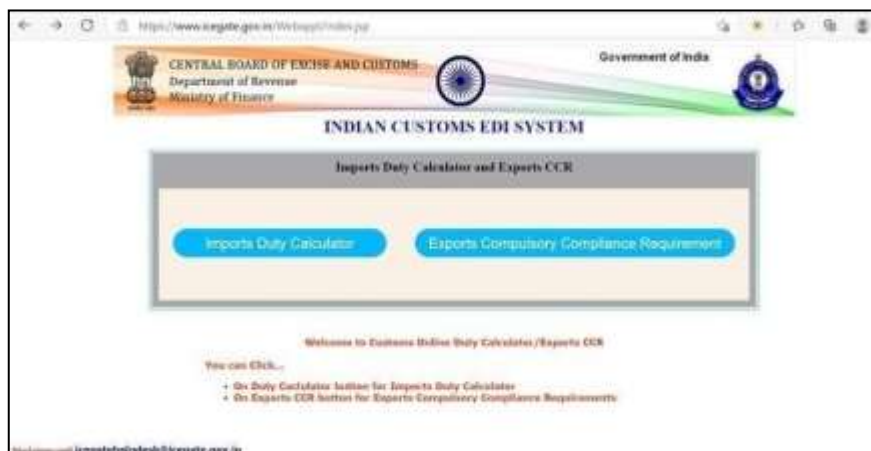 https://www.icegate.gov.in/Webappl/index.jsp
CENTRAL BOARD OF EXCISE AND CUSTOMS
Department of Revenue
Ministry of Finance
Government of India
INDIAN CUSTOMS EDI SYSTEM
Imports Duty Calculator and Exports CCR
Imports Duty Calculator
Exports Compulsory Compliance Requirement
Welcome to Customs Online Duty Calculator/Exports CCR
You can Click...
• On Duty Calculator button for Imports Duty Calculator
• On Exports CCR button for Exports Compulsory Compliance Requirements